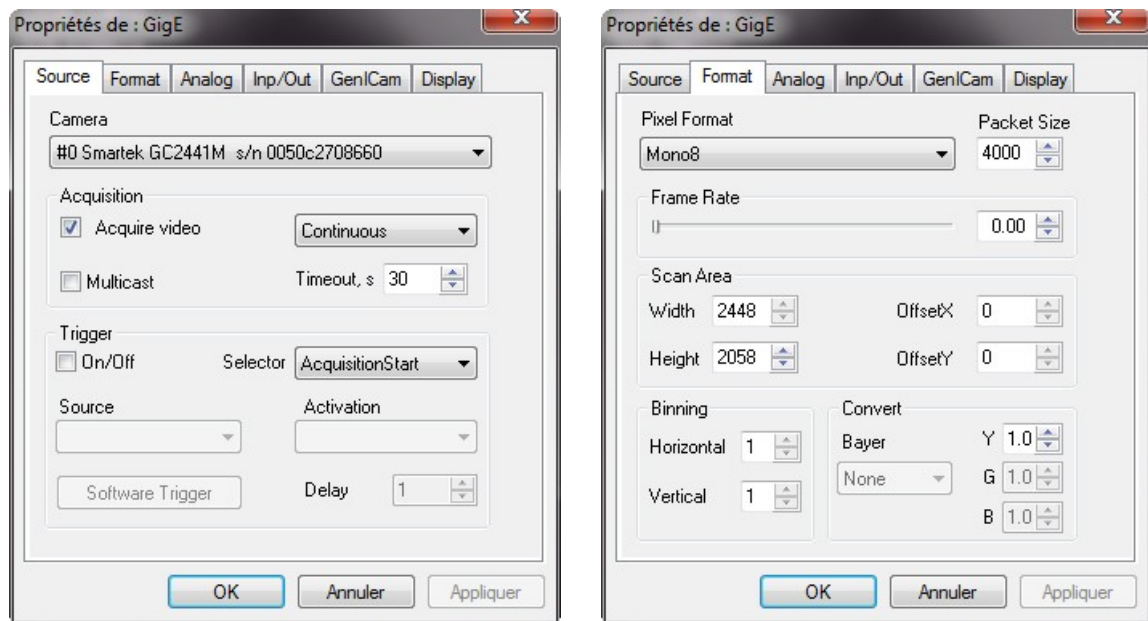 Propriétés de : GigE
x
Source Format Analog Inp/Out GenICam Display
Camera
#0 Smartek GC2441M s/n 0050c2708660
Acquisition
Acquire video Continuous
Multicast Timeout, s 30
Trigger
On/Off Selector AcquisitionStart
Source Activation
Software Trigger Delay 1
OK Annuler Appliquer
Propriétés de : GigE
x
Source Format Analog Inp/Out GenICam Display
Pixel Format Packet Size
Mono8 4000
Frame Rate
0.00
Scan Area
Width 2448 OffsetX 0
Height 2058 OffsetY 0
Binning Convert
Horizontal 1 Bayer Y 1.0
None G 1.0
Vertical 1 B 1.0
OK Annuler Appliquer